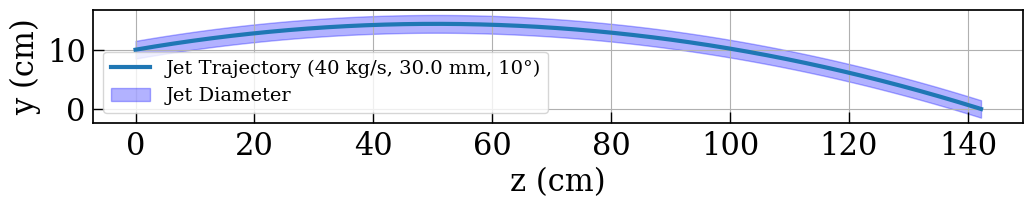 y (cm)
10
0
Jet Trajectory (40 kg/s, 30.0 mm, 10°)
Jet Diameter
0 20 40 60 80 100 120 140
z (cm)